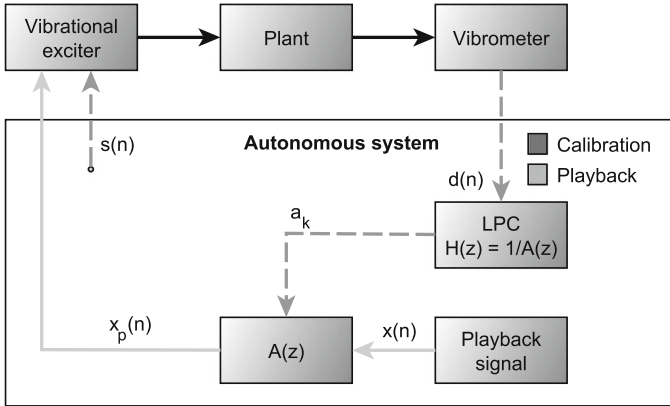 Vibrational
exciter
Plant
Vibrometer
s(n)
Autonomous system
Calibration
Playback
d(n)
LPC
H(z) = 1/A(z)
a_k
x_p(n)
A(z)
x(n)
Playback
signal